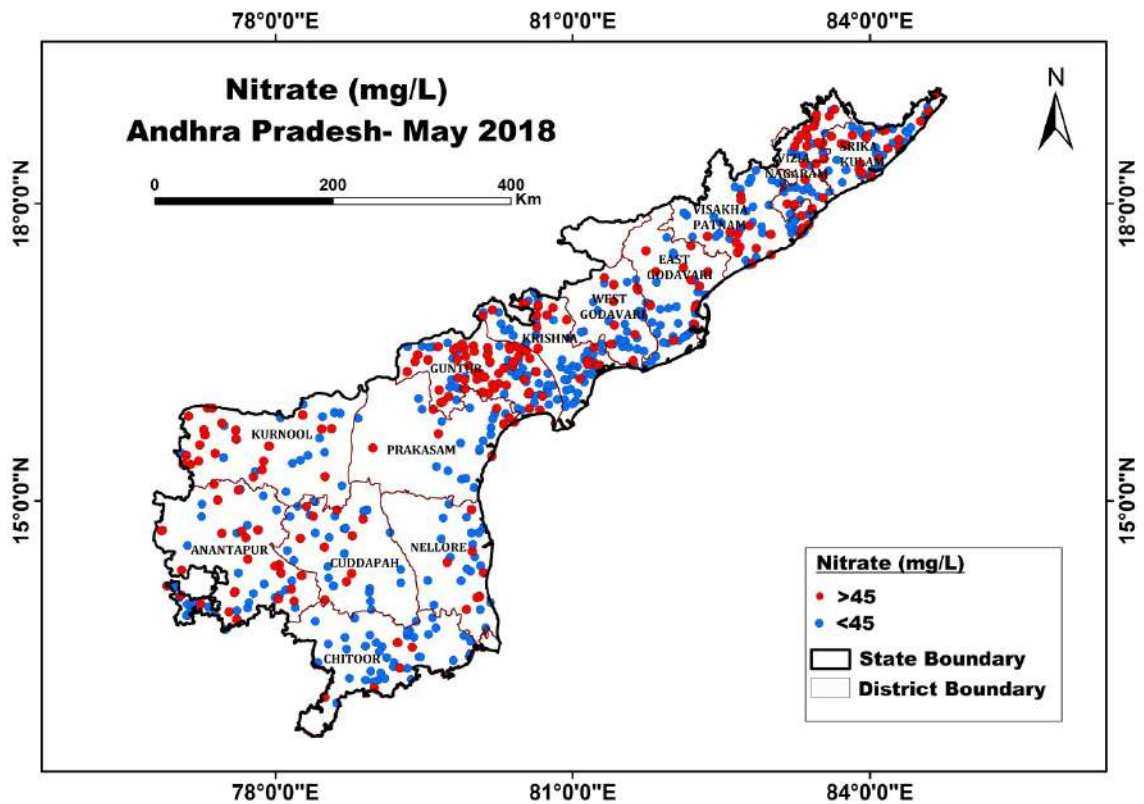 78°0'0"E
81°0'0"E
84°0'0"E
Nitrate (mg/L)
Andhra Pradesh- May 2018
N
0
200
400
Km
18°0'0"N
18°0'0"N
SRIKA
KULAM
VIZIA
NAGARAM
VISAKHA
PATNAM
EAST
GODAVARI
WEST
GODAVARI
KRISHNA
GUNTUR
KURNOOL
PRAKASAM
15°0'0"N
15°0'0"N
ANANTAPUR
NELLORE
CUDDAPAH
CHITOOR
Nitrate (mg/L)
>45
<45
State Boundary
District Boundary
78°0'0"E
81°0'0"E
84°0'0"E